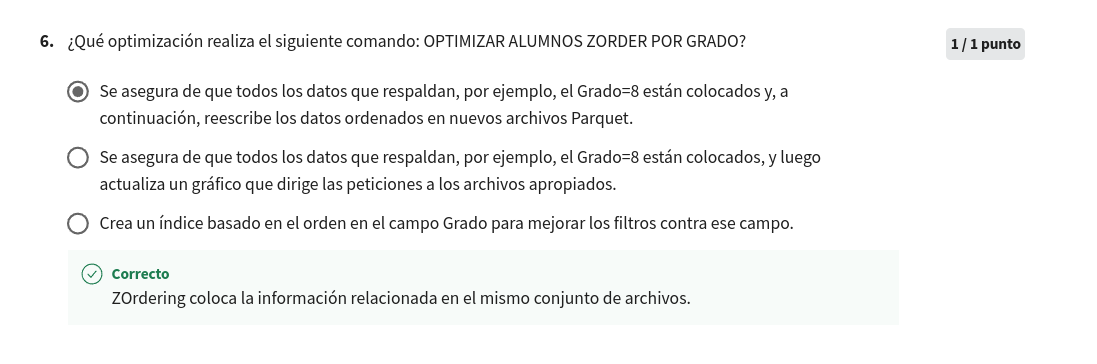 6. ¿Qué optimización realiza el siguiente comando: OPTIMIZAR ALUMNOS ZORDER POR GRADO?
1 / 1 punto
Se asegura de que todos los datos que respaldan, por ejemplo, el Grado=8 están colocados y, a
continuación, reescribe los datos ordenados en nuevos archivos Parquet.
Se asegura de que todos los datos que respaldan, por ejemplo, el Grado=8 están colocados, y luego
actualiza un gráfico que dirige las peticiones a los archivos apropiados.
Crea un índice basado en el orden en el campo Grado para mejorar los filtros contra ese campo.
Correcto
ZOrdering coloca la información relacionada en el mismo conjunto de archivos.